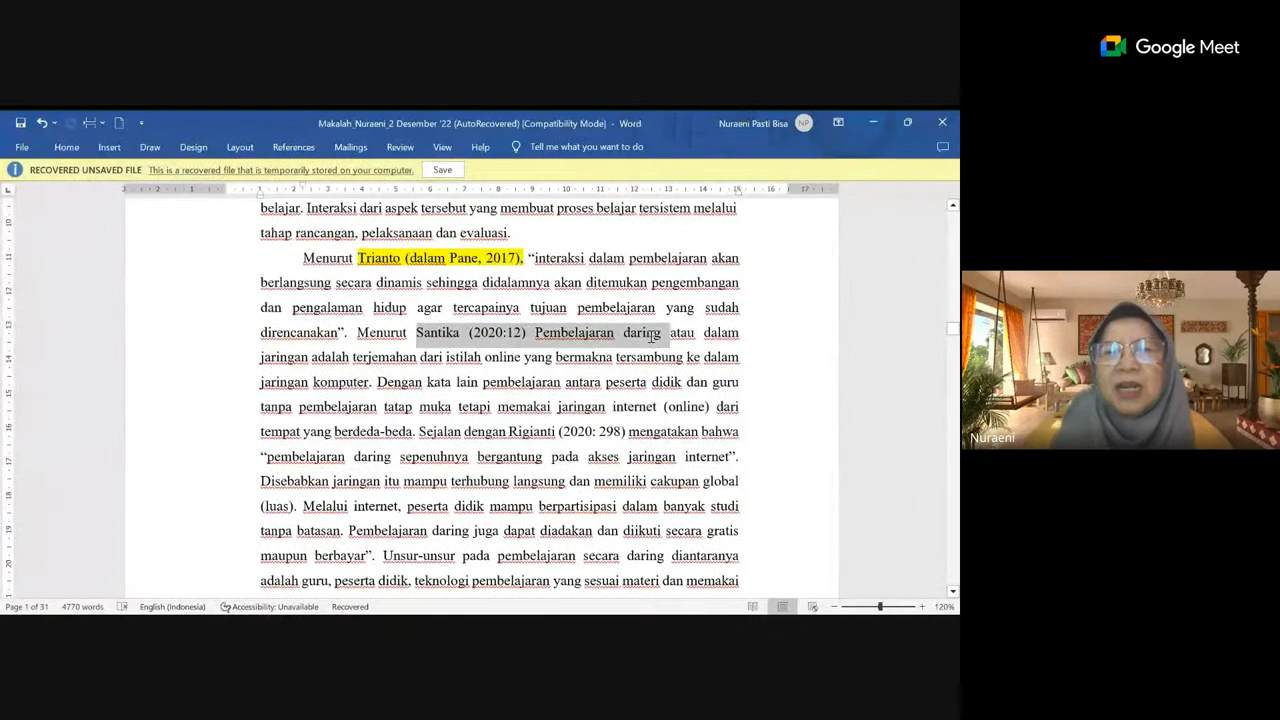 Google Meet
Makalah_Nuraeni_2 Desember '22 (AutoRecovered) [Compatibility Mode] - Word
Nuraeni Pasti Bisa NP
File Home Insert Draw Design Layout References Mailings Review View Help Tell me what you want to do
RECOVERED UNSAVED FILE This is a recovered file that is temporarily stored on your computer. Save
belajar. Interaksi dari aspek tersebut yang membuat proses belajar tersistem melalui
tahap rancangan, pelaksanaan dan evaluasi.
Menurut Trianto (dalam Pane, 2017), “interaksi dalam pembelajaran akan
berlangsung secara dinamis sehingga didalamnya akan ditemukan pengembangan
dan pengalaman hidup agar tercapainya tujuan pembelajaran yang sudah
direncanakan”. Menurut Santika (2020:12) Pembelajaran daring atau dalam
jaringan adalah terjemahan dari istilah online yang bermakna tersambung ke dalam
jaringan komputer. Dengan kata lain pembelajaran antara peserta didik dan guru
tanpa pembelajaran tatap muka tetapi memakai jaringan internet (online) dari
tempat yang berdeda-beda. Sejalan dengan Rigianti (2020: 298) mengatakan bahwa
“pembelajaran daring sepenuhnya bergantung pada akses jaringan internet”.
Disebabkan jaringan itu mampu terhubung langsung dan memiliki cakupan global
(luas). Melalui internet, peserta didik mampu berpartisipasi dalam banyak studi
tanpa batasan. Pembelajaran daring juga dapat diadakan dan diikuti secara gratis
maupun berbayar”. Unsur-unsur pada pembelajaran secara daring diantaranya
adalah guru, peserta didik, teknologi pembelajaran yang sesuai materi dan memakai
Page 1 of 31 4770 words English (Indonesia) Accessibility: Unavailable Recovered 120%
Nuraeni